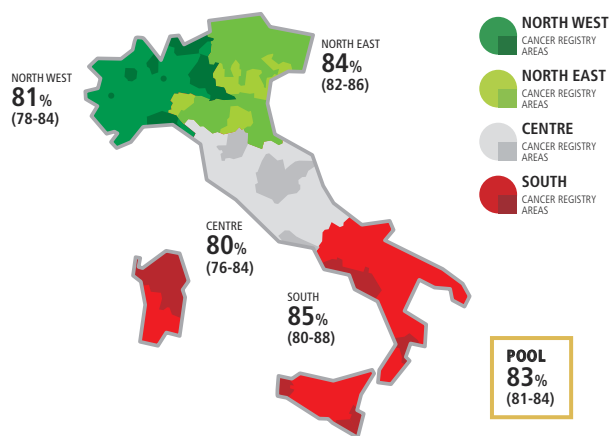 NORTH WEST
81%
(78-84)
NORTH EAST
84%
(82-86)
CENTRE
80%
(76-84)
SOUTH
85%
(80-88)
NORTH WEST
CANCER REGISTRY
AREAS
NORTH EAST
CANCER REGISTRY
AREAS
CENTRE
CANCER REGISTRY
AREAS
SOUTH
CANCER REGISTRY
AREAS
POOL
83%
(81-84)